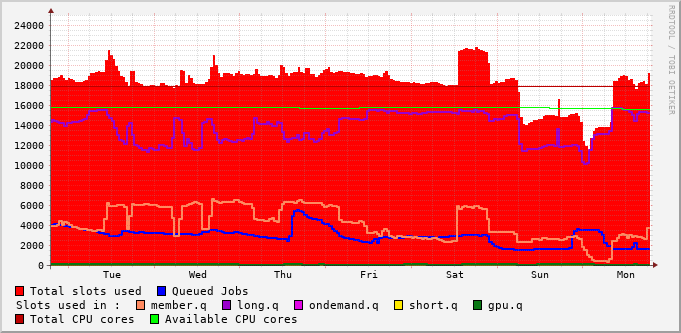 24000
22000
20000
18000
16000
14000
12000
10000
8000
6000
4000
2000
0
Tue Wed Thu Fri Sat Sun Mon
RRDTOOL / TOBI OETIKER
Total slots used Queued Jobs
Slots used in : member.q long.q ondemand.q short.q gpu.q
Total CPU cores Available CPU cores